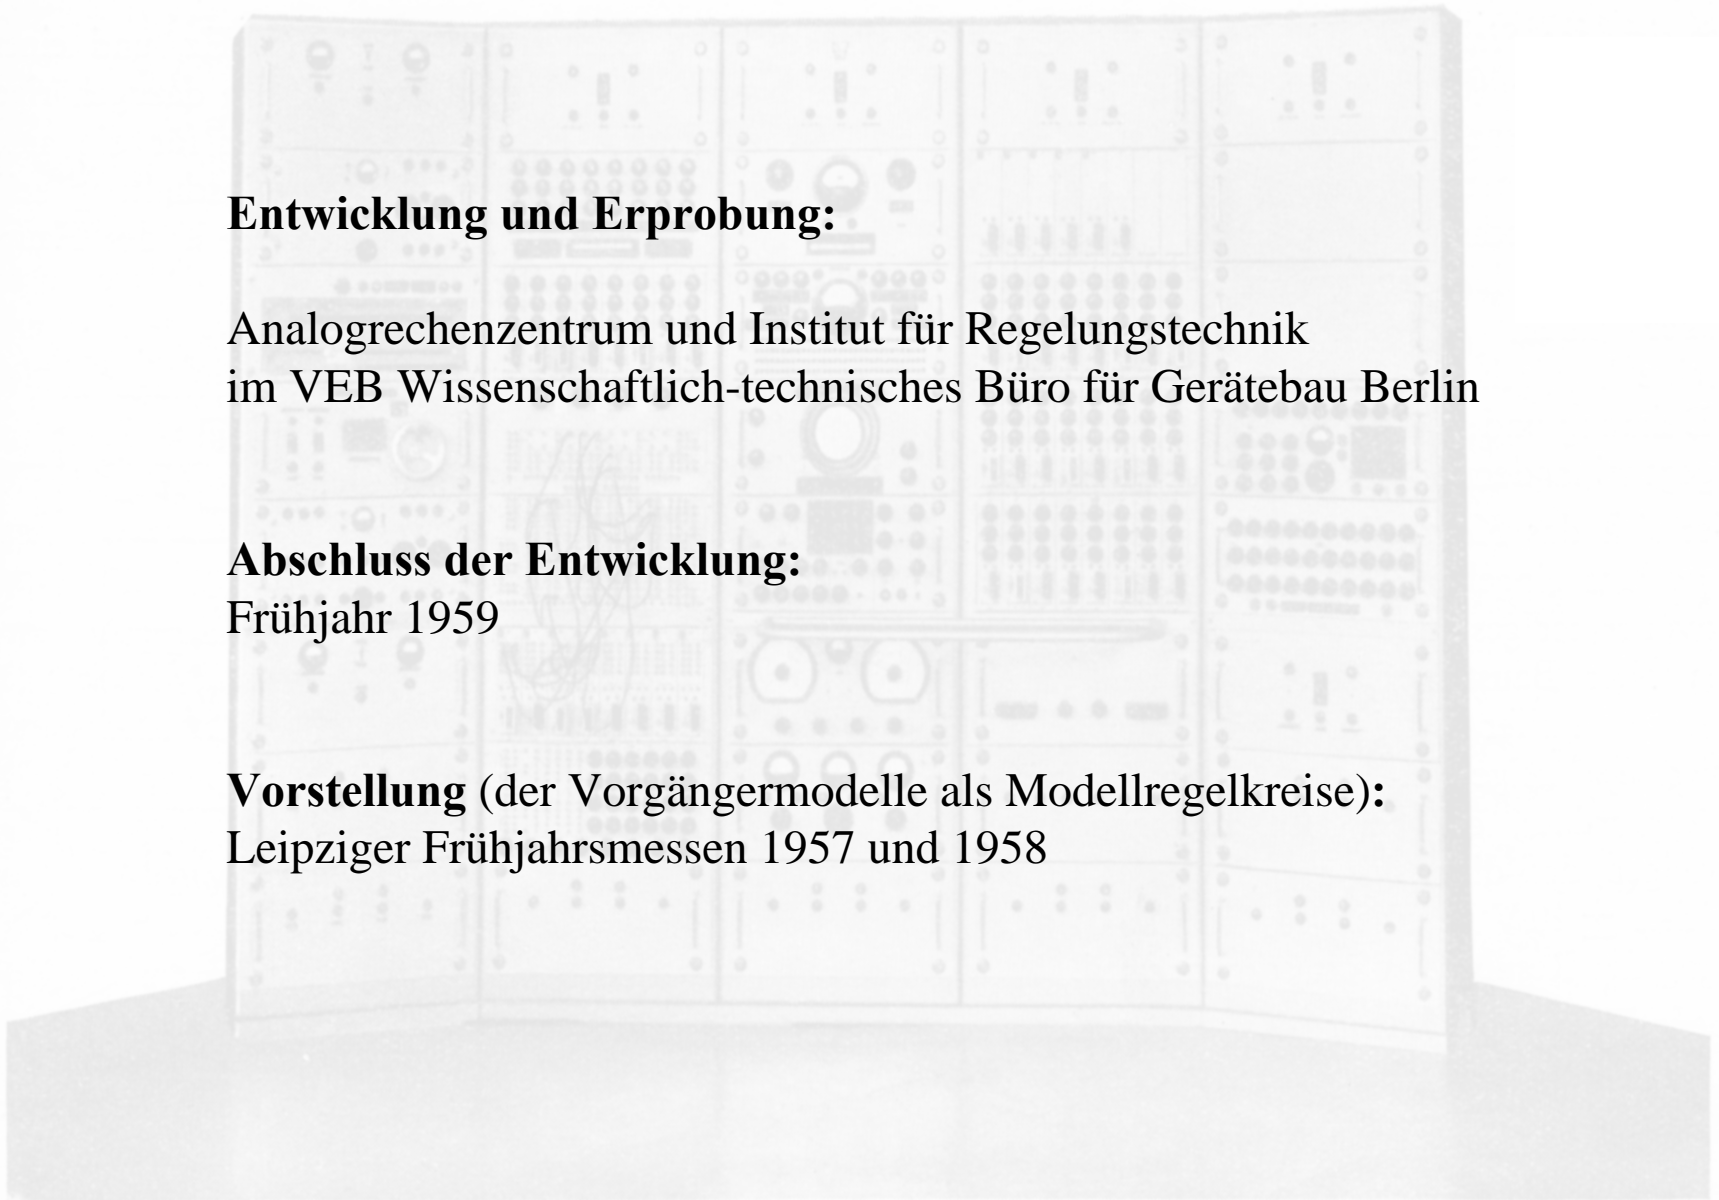 Entwicklung und Erprobung:
Analogrechenzentrum und Institut für Regelungstechnik
im VEB Wissenschaftlich-technisches Büro für Gerätebau Berlin
Abschluss der Entwicklung:
Frühjahr 1959
Vorstellung (der Vorgängermodelle als Modellregelkreise):
Leipziger Frühjahrsmessen 1957 und 1958